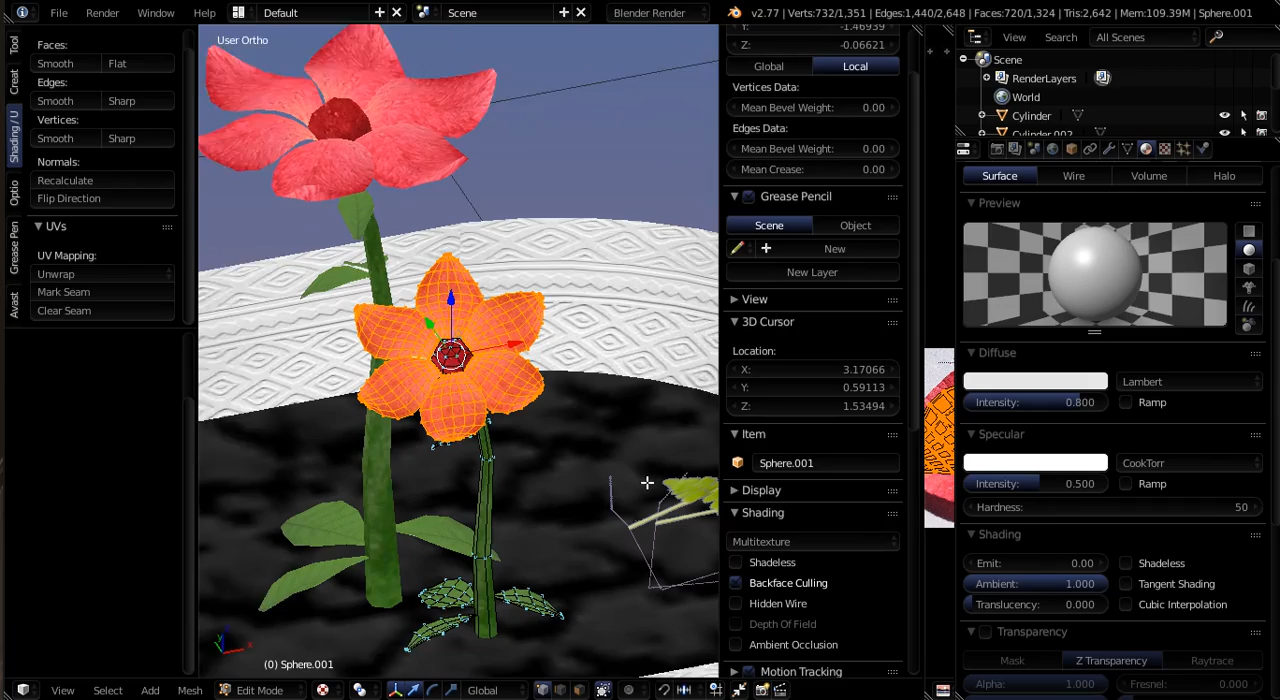 File Render Window Help Default Scene Blender Render v2.77 | Verts:732/1,351 | Edges:1,440/2,648 | Faces:720/1,324 | Tris:2,642 | Mem:109.39M | Sphere.001
Tool
Creat
Shading / U
Optio
Grease Pen
Avast
Faces:
Smooth Flat
Edges:
Smooth Sharp
Vertices:
Smooth Sharp
Normals:
Recalculate
Flip Direction
UVs
UV Mapping:
Unwrap
Mark Seam
Clear Seam
User Ortho
(0) Sphere.001
Y: -1.46939
Z: -0.06621
Global Local
Vertices Data:
Mean Bevel Weight: 0.00
Edges Data:
Mean Bevel Weight: 0.00
Mean Crease: 0.00
Grease Pencil
Scene Object
New
New Layer
View
3D Cursor
Location:
X: 3.17066
Y: 0.59113
Z: 1.53494
Item
Sphere.001
Display
Shading
Multitexture
Shadeless
Backface Culling
Hidden Wire
Depth Of Field
Ambient Occlusion
Motion Tracking
View Search All Scenes
Scene
RenderLayers
World
Cylinder
Cylinder.002
Surface Wire Volume Halo
Preview
Diffuse
Lambert
Intensity: 0.800 Ramp
Specular
CookTorr
Intensity: 0.500 Ramp
Hardness: 50
Shading
Emit: 0.00 Shadeless
Ambient: 1.000 Tangent Shading
Translucency: 0.000 Cubic Interpolation
Transparency
Mask Z Transparency Raytrace
Alpha: 1.000 Fresnel: 0.000
View Select Add Mesh Edit Mode Global